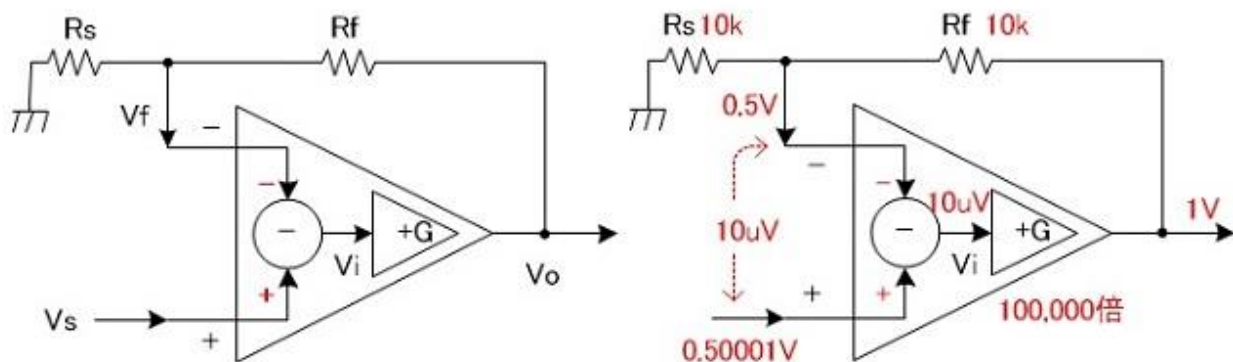 Rs
Rf
Vf
−
−
−
+G
Vi
+
Vs
+
Vo
Rs 10k
Rf 10k
0.5V
−
−
10uV
−
+G
1V
10uV
Vi
+
+
100,000倍
0.50001V